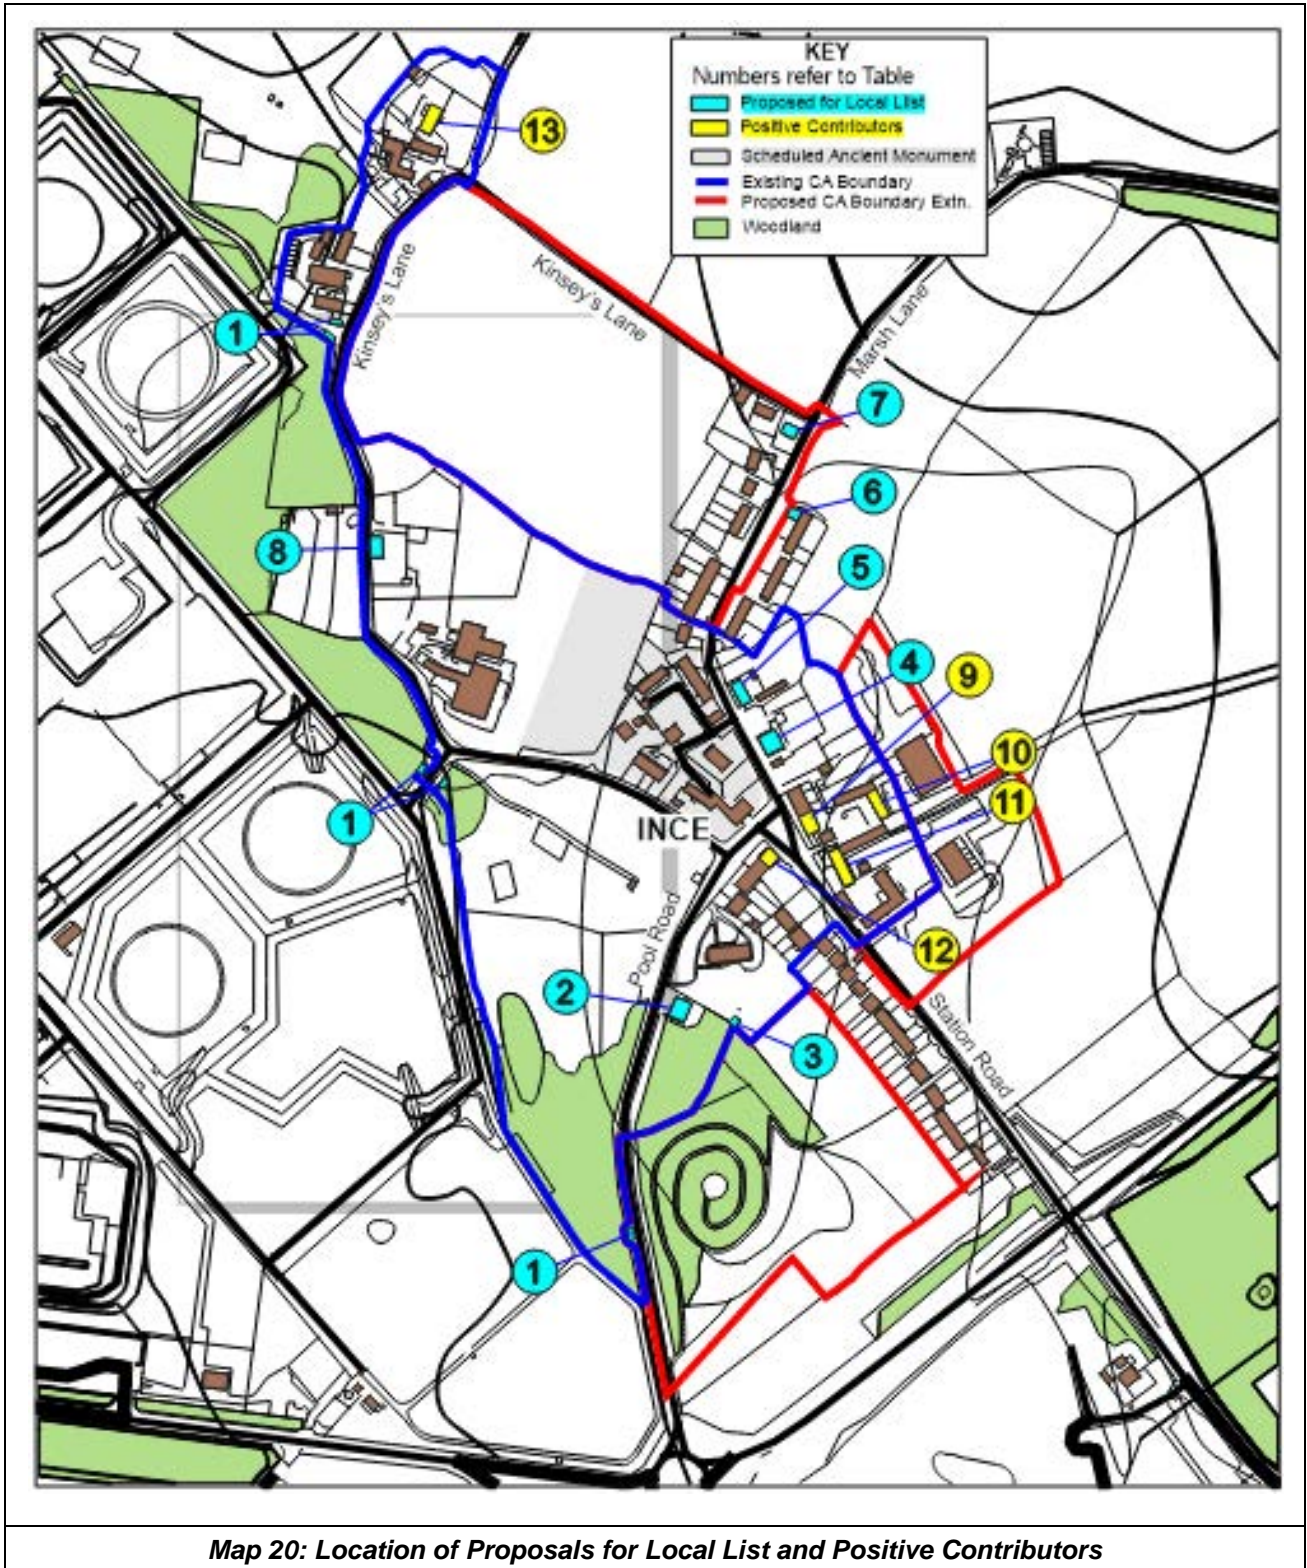 KEY
Numbers refer to Table
Proposed for Local LIist
Positive Contributors
Scheduled Ancient Monument
Existing CA Boundary
Proposed CA Boundary Extn.
Woodland
13
Kinsey's Lane
Kinsey's Lane
Marsh Lane
1
7
6
8
5
4
9
10
11
1
INCE
Pool Road
12
2
Station Road
3
1
Map 20: Location of Proposals for Local List and Positive Contributors